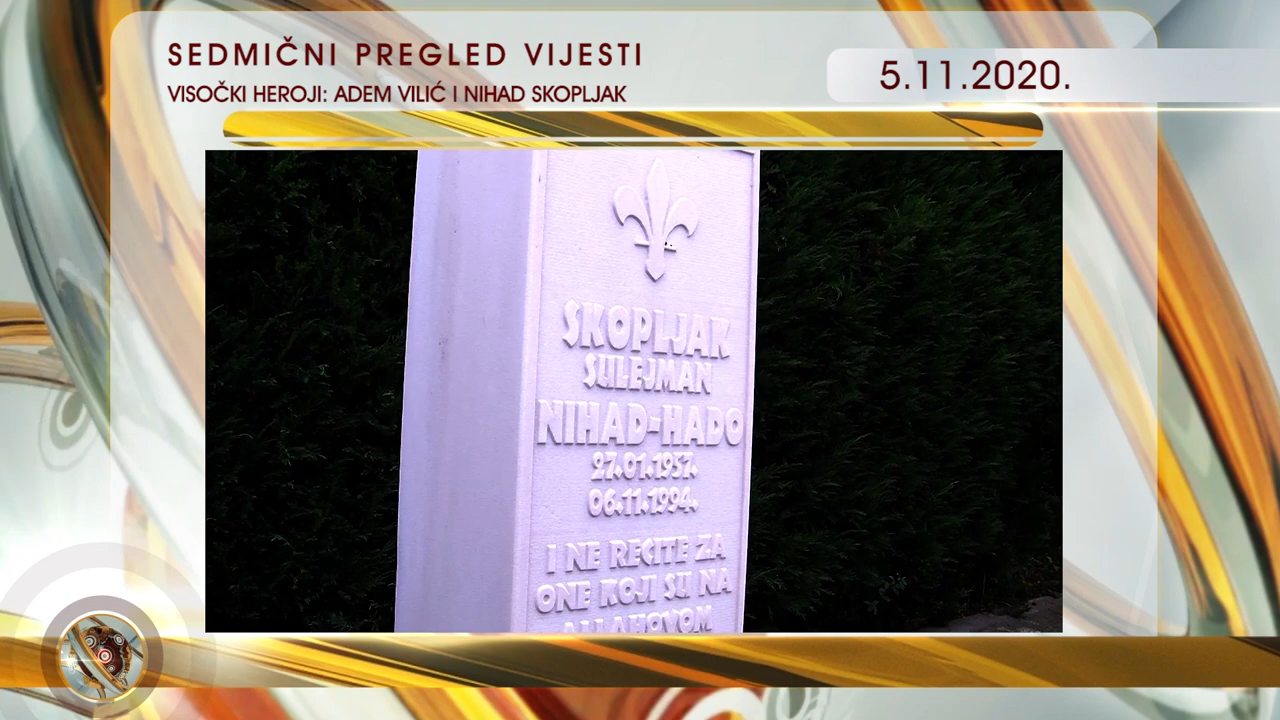 SEDMIČNI PREGLED VIJESTI
VISOČKI HEROJI: ADEM VILIĆ I NIHAD SKOPLJAK
5.11.2020.
SKOPLJAK
SULEJMAN
NIHAD-HADO
27.01.1957.
06.11.1994.
I NE RECITE ZA
ONE KOJI SU NA
ALLAHOVOM